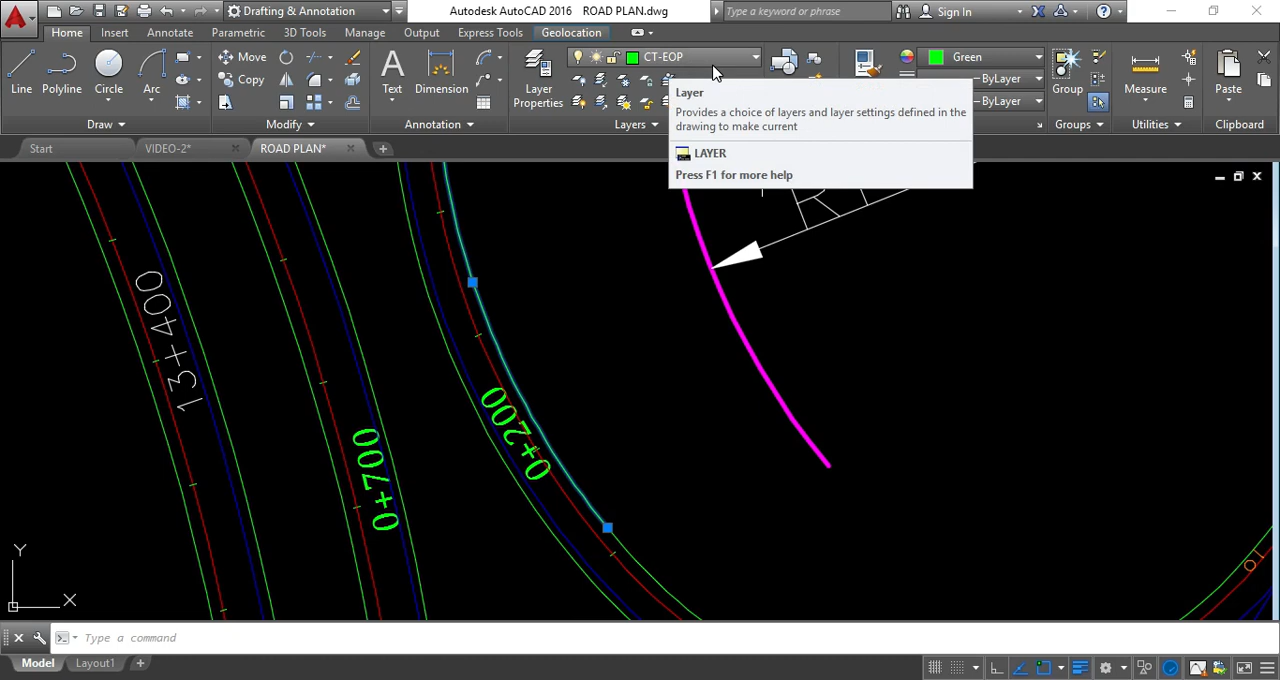 Drafting & Annotation
Autodesk AutoCAD 2016 ROAD PLAN.dwg
Type a keyword or phrase
Sign In
Home Insert Annotate Parametric 3D Tools View Manage Output Express Tools Geolocation
Line Polyline Circle Arc
Move
Copy
Text Dimension
Layer
Properties
CT-EOP
Green
ByLayer
ByLayer
Group
Measure
Paste
Draw Modify Annotation Layers Groups Utilities Clipboard
Layer
Provides a choice of layers and layer settings defined in the
drawing to make current
LAYER
Press F1 for more help
Start VIDEO-2* ROAD PLAN*
13+400
0+700
0+200
Y
X
Type a command
Model Layout1